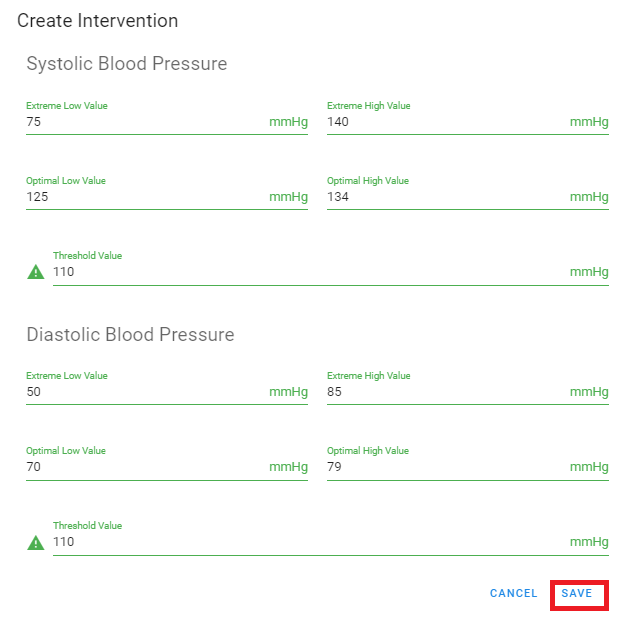 Create Intervention
Systolic Blood Pressure
Extreme Low Value Extreme High Value
75 mmHg 140 mmHg
Optimal Low Value Optimal High Value
125 mmHg 134 mmHg
Threshold Value
110 mmHg
Diastolic Blood Pressure
Extreme Low Value Extreme High Value
50 mmHg 85 mmHg
Optimal Low Value Optimal High Value
70 mmHg 79 mmHg
Threshold Value
110 mmHg
CANCEL SAVE